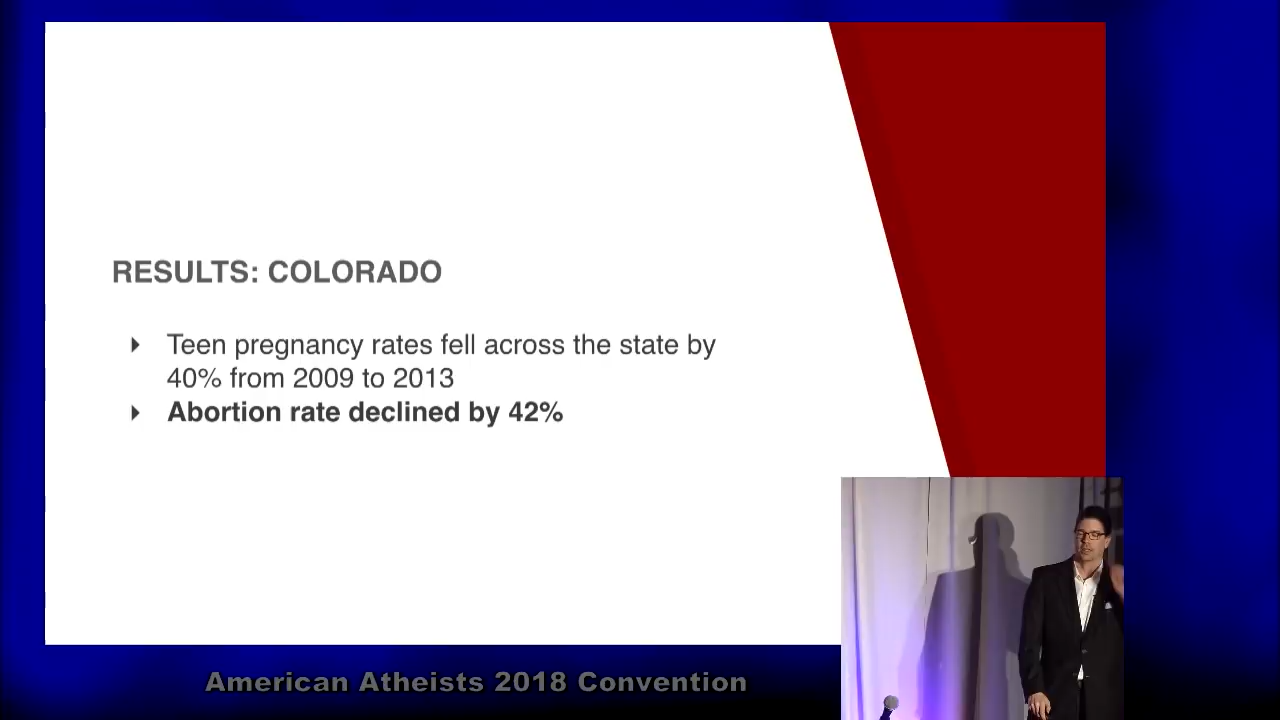 RESULTS: COLORADO
Teen pregnancy rates fell across the state by
40% from 2009 to 2013
Abortion rate declined by 42%
American Atheists 2018 Convention